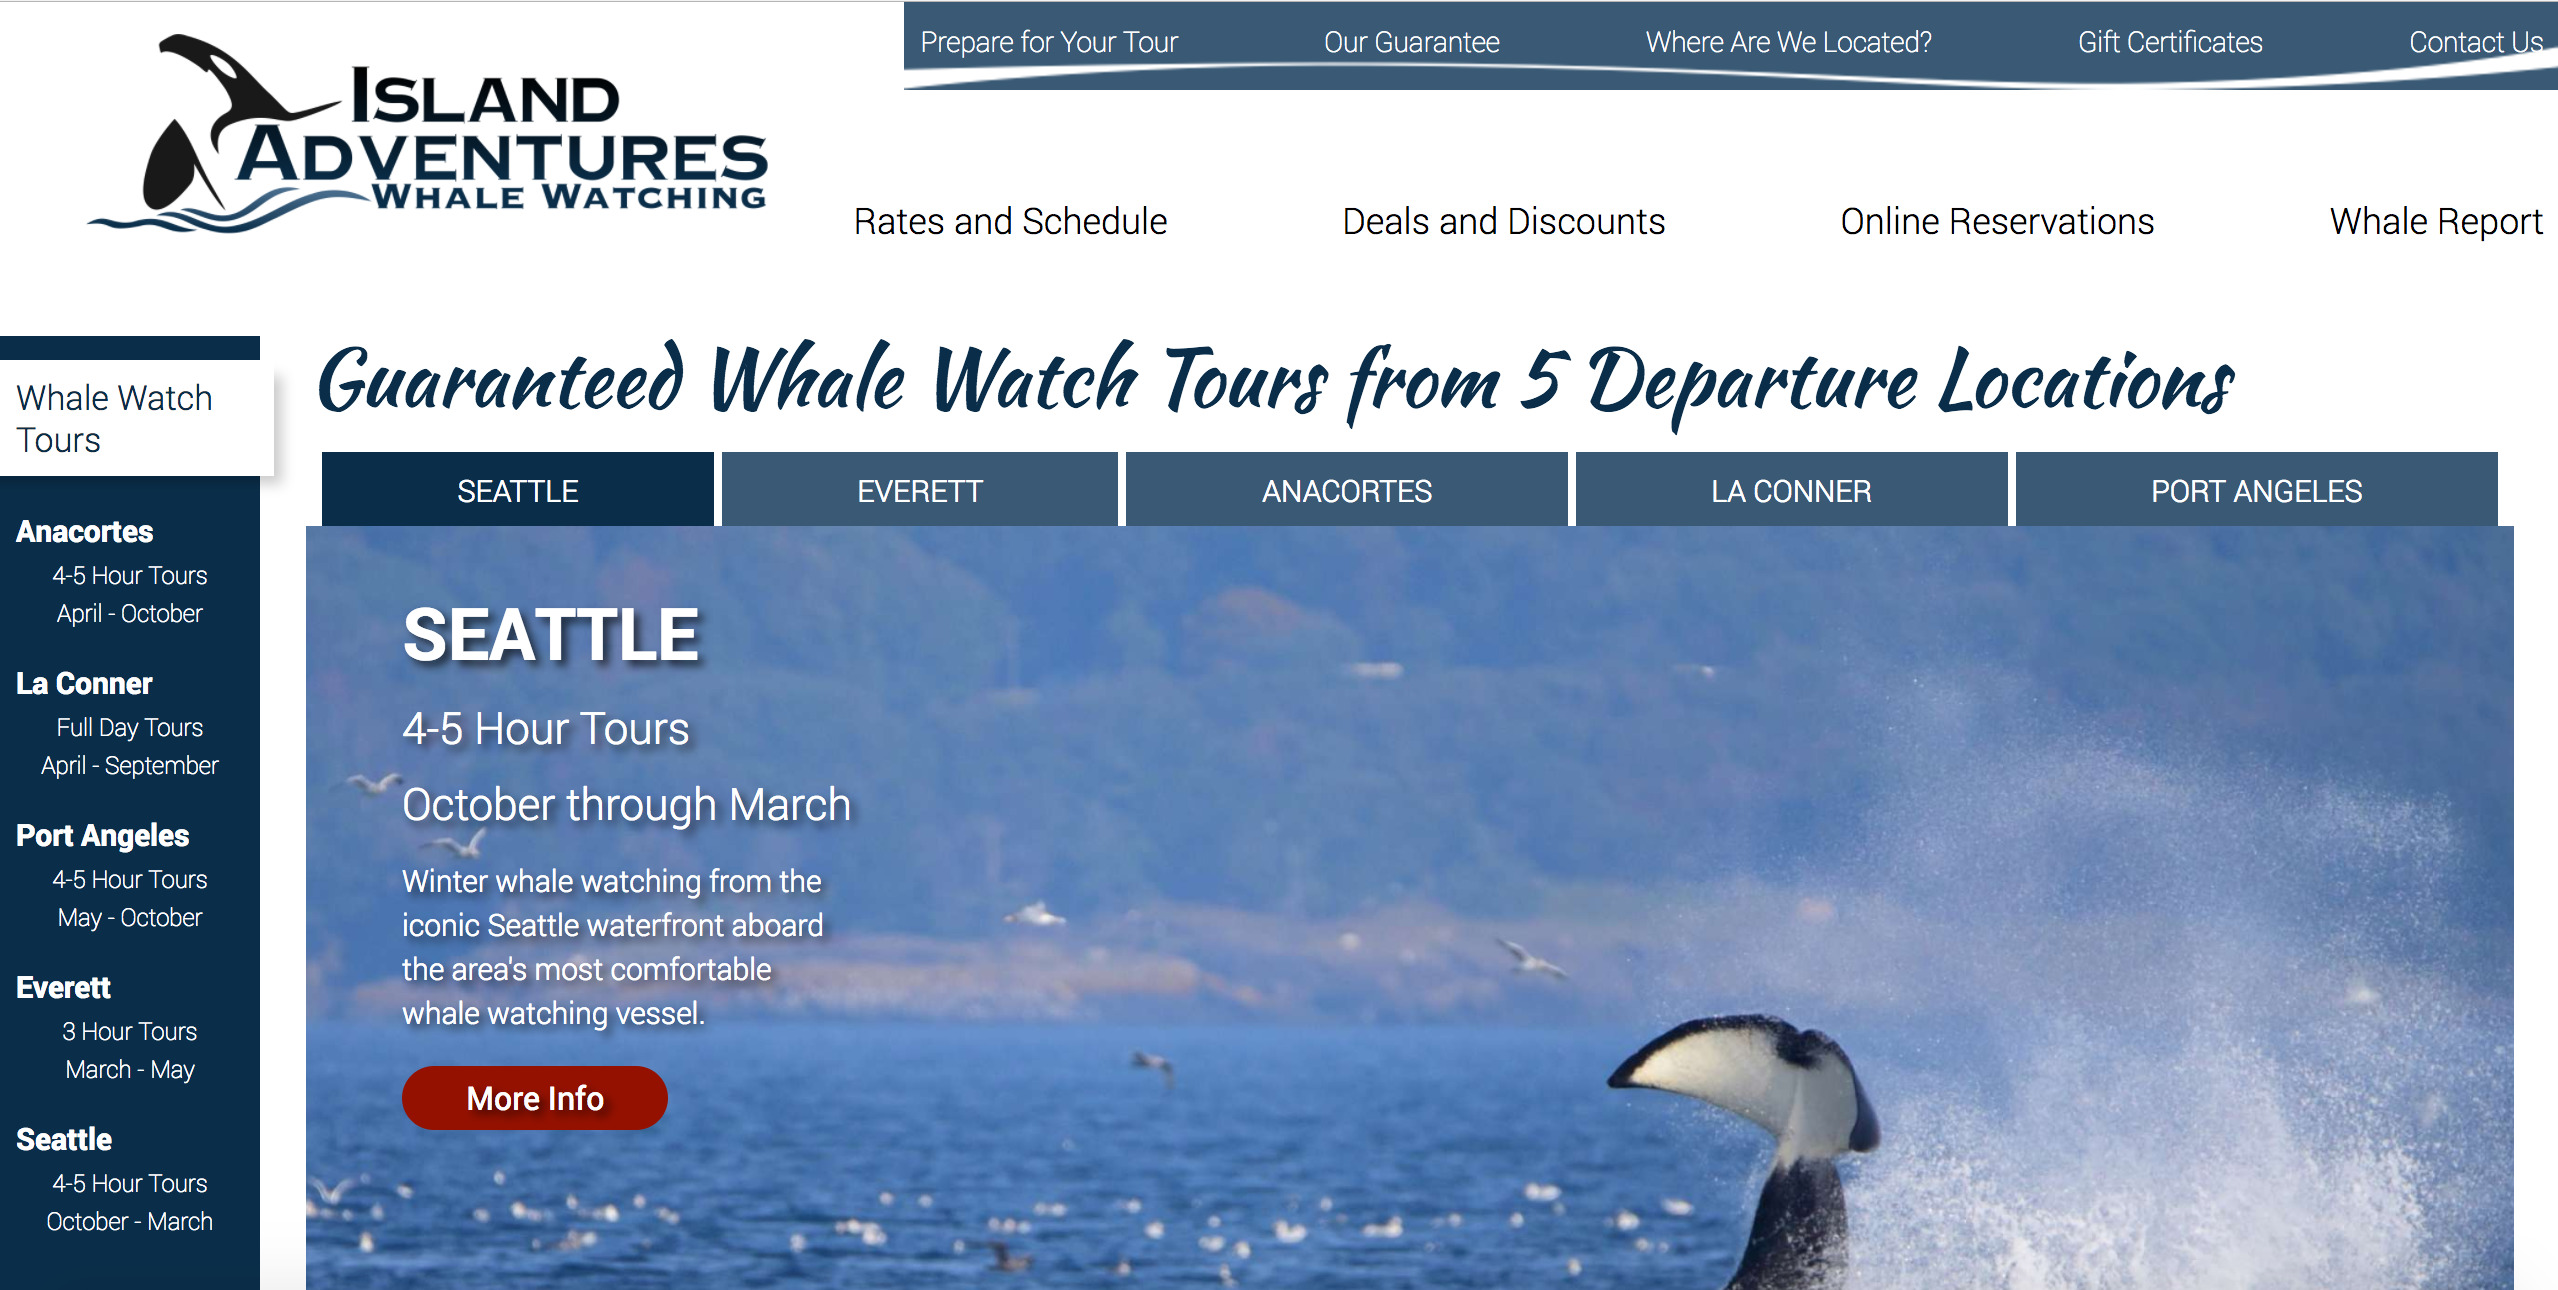 ISLAND
ADVENTURES
WHALE WATCHING
Prepare for Your Tour
Our Guarantee
Where Are We Located?
Gift Certificates
Contact Us
Rates and Schedule
Deals and Discounts
Online Reservations
Whale Report
Whale Watch
Tours
Anacortes
4-5 Hour Tours
April - October
La Conner
Full Day Tours
April - September
Port Angeles
4-5 Hour Tours
May - October
Everett
3 Hour Tours
March - May
Seattle
4-5 Hour Tours
October - March
Guaranteed Whale Watch Tours from 5 Departure Locations
SEATTLE
EVERETT
ANACORTES
LA CONNER
PORT ANGELES
SEATTLE
4-5 Hour Tours
October through March
Winter whale watching from the
iconic Seattle waterfront aboard
the area's most comfortable
whale watching vessel.
More Info